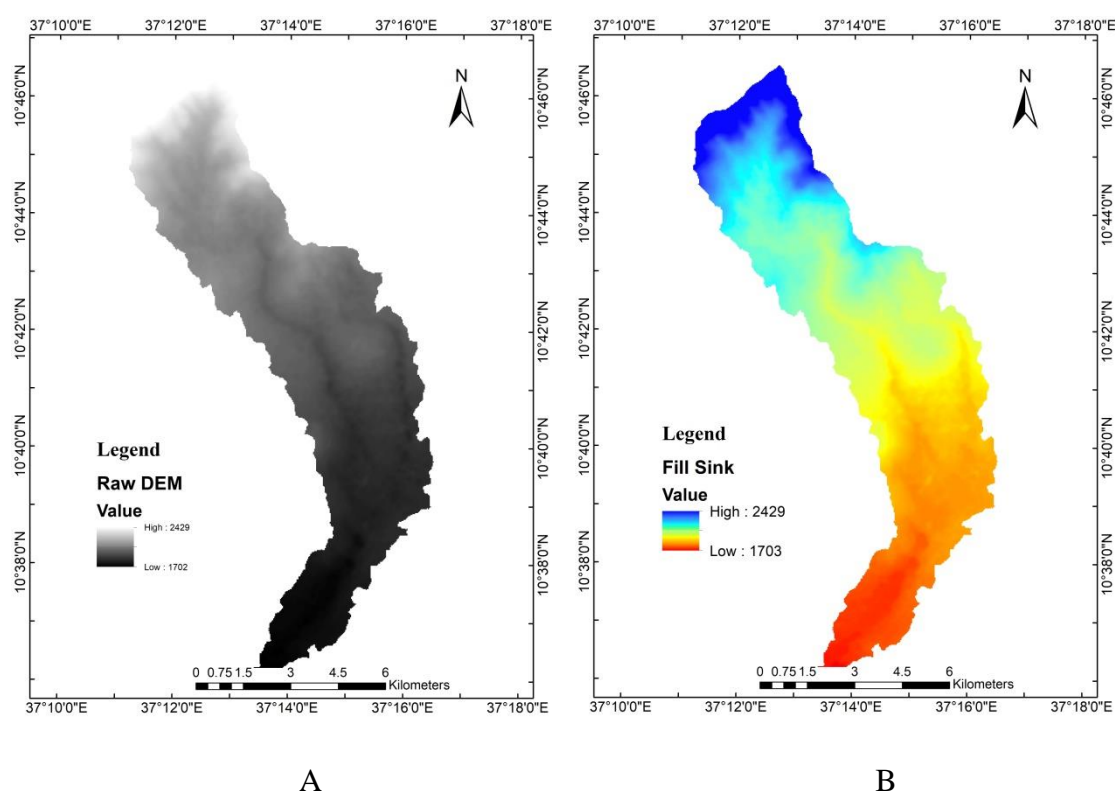 37°10'0"E 37°12'0"E 37°14'0"E 37°16'0"E 37°18'0"E
10°46'0"N
10°44'0"N
10°42'0"N
10°40'0"N
10°38'0"N
N
10°46'0"N
10°44'0"N
10°42'0"N
10°40'0"N
10°38'0"N
Legend
Raw DEM
Value
High : 2429
Low : 1702
0 0.75 1.5 3 4.5 6
Kilometers
37°10'0"E 37°12'0"E 37°14'0"E 37°16'0"E 37°18'0"E
A
37°10'0"E 37°12'0"E 37°14'0"E 37°16'0"E 37°18'0"E
10°46'0"N
10°44'0"N
10°42'0"N
10°40'0"N
10°38'0"N
N
10°46'0"N
10°44'0"N
10°42'0"N
10°40'0"N
10°38'0"N
Legend
Fill Sink
Value
High : 2429
Low : 1703
0 0.75 1.5 3 4.5 6
Kilometers
37°10'0"E 37°12'0"E 37°14'0"E 37°16'0"E 37°18'0"E
B